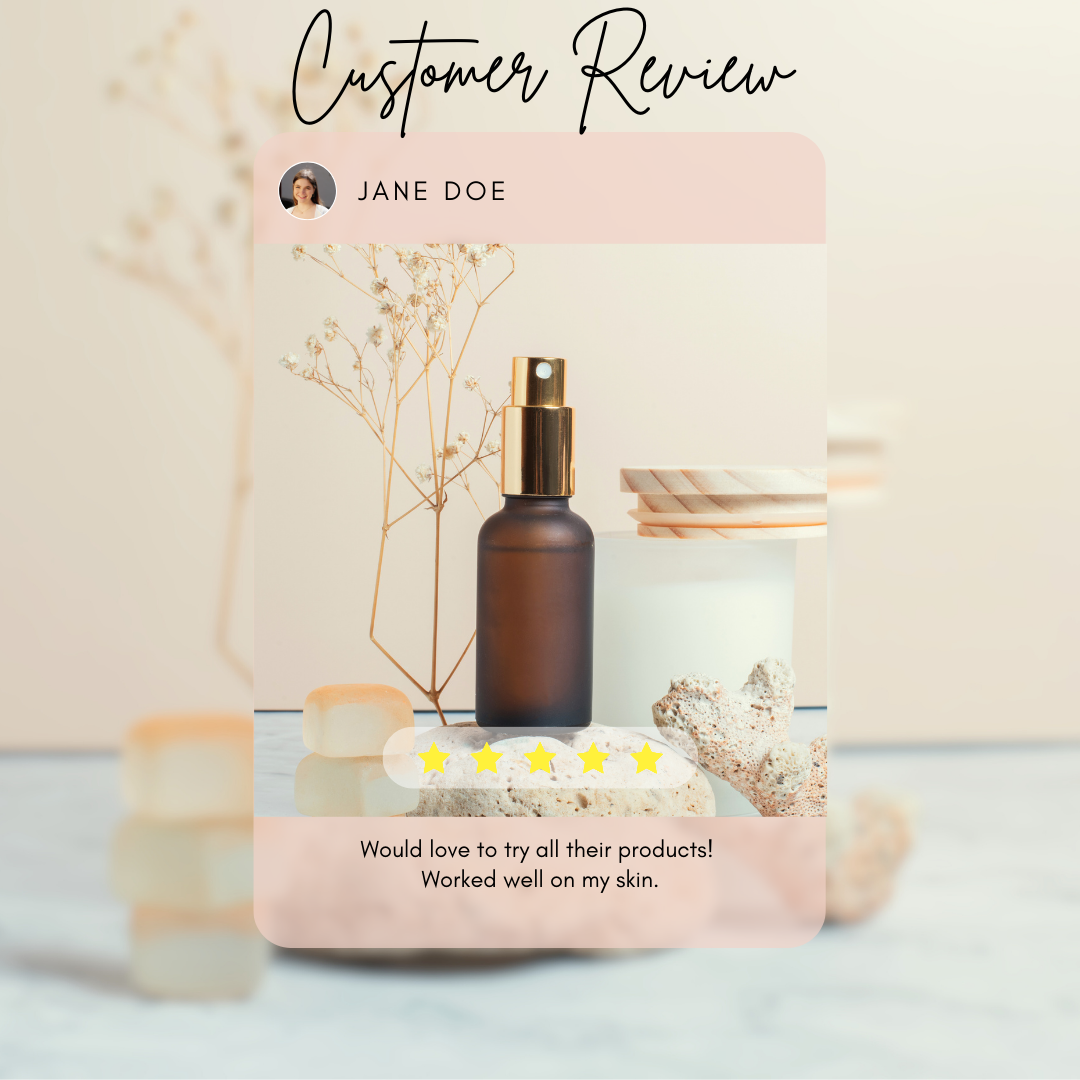 Customer Review
JANE DOE
Would love to try all their products!
Worked well on my skin.